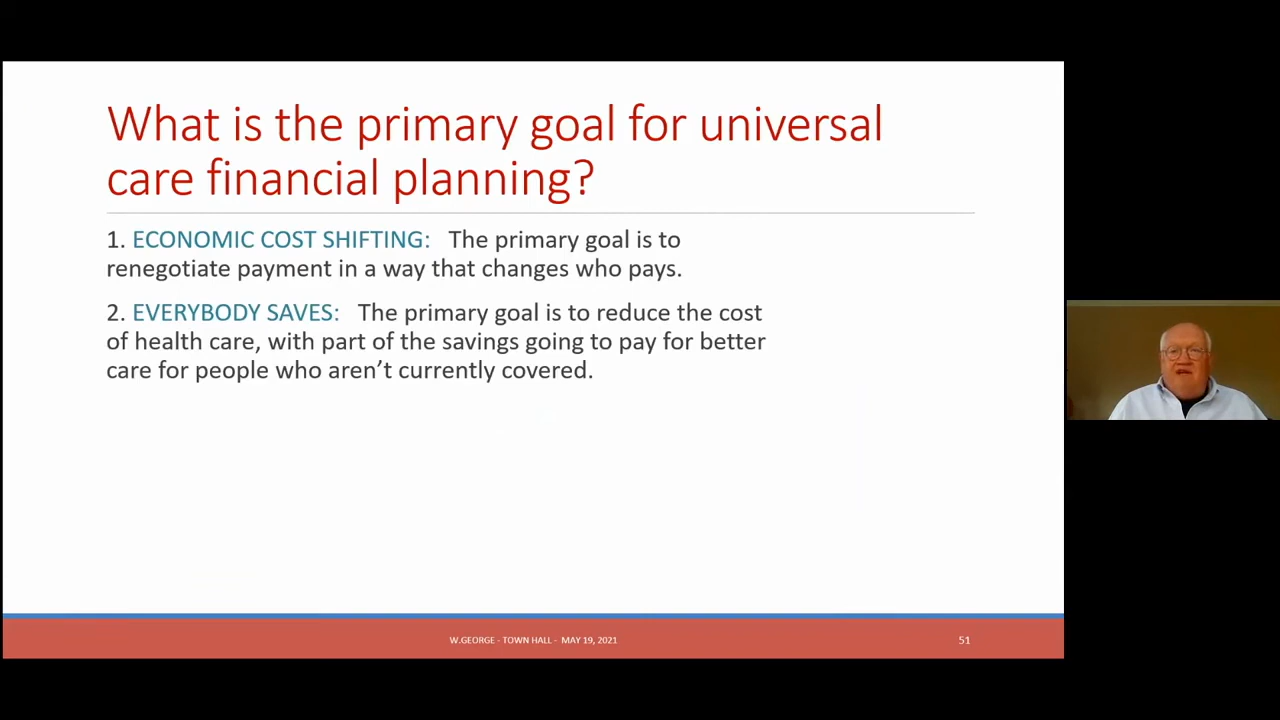 What is the primary goal for universal
care financial planning?
1. ECONOMIC COST SHIFTING: The primary goal is to
renegotiate payment in a way that changes who pays.
2. EVERYBODY SAVES: The primary goal is to reduce the cost
of health care, with part of the savings going to pay for better
care for people who aren’t currently covered.
W.GEORGE - TOWN HALL - MAY 19, 2021
51